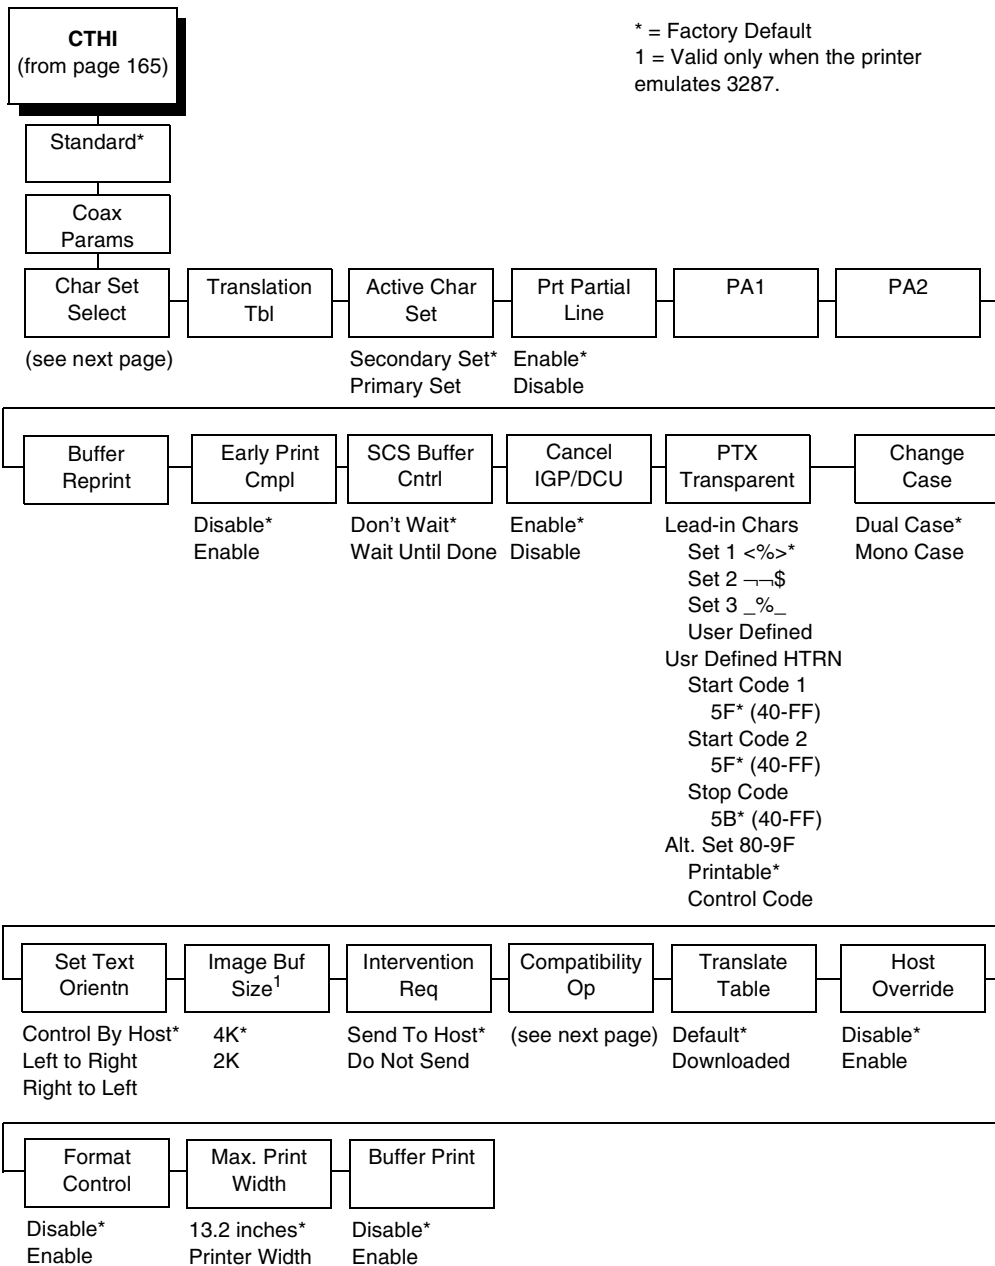 CTHI
(from page 165)
* = Factory Default
1 = Valid only when the printer
emulates 3287.
Standard*
Coax
Params
Char Set
Select
(see next page)
Translation
Tbl
Active Char
Set
Secondary Set*
Primary Set
Prt Partial
Line
Enable*
Disable
PA1
PA2
Buffer
Reprint
Early Print
Cmpl
Disable*
Enable
SCS Buffer
Cntrl
Don't Wait*
Wait Until Done
Cancel
IGP/DCU
Enable*
Disable
PTX
Transparent
Lead-in Chars
Set 1 <%>*
Set 2 ¬¬$
Set 3 _%_
User Defined
Usr Defined HTRN
Start Code 1
5F* (40-FF)
Start Code 2
5F* (40-FF)
Stop Code
5B* (40-FF)
Alt. Set 80-9F
Printable*
Control Code
Change
Case
Dual Case*
Mono Case
Set Text
Orientn
Control By Host*
Left to Right
Right to Left
Image Buf
Size1
4K*
2K
Intervention
Req
Send To Host*
Do Not Send
Compatibility
Op
(see next page)
Translate
Table
Default*
Downloaded
Host
Override
Disable*
Enable
Format
Control
Disable*
Enable
Max. Print
Width
13.2 inches*
Printer Width
Buffer Print
Disable*
Enable